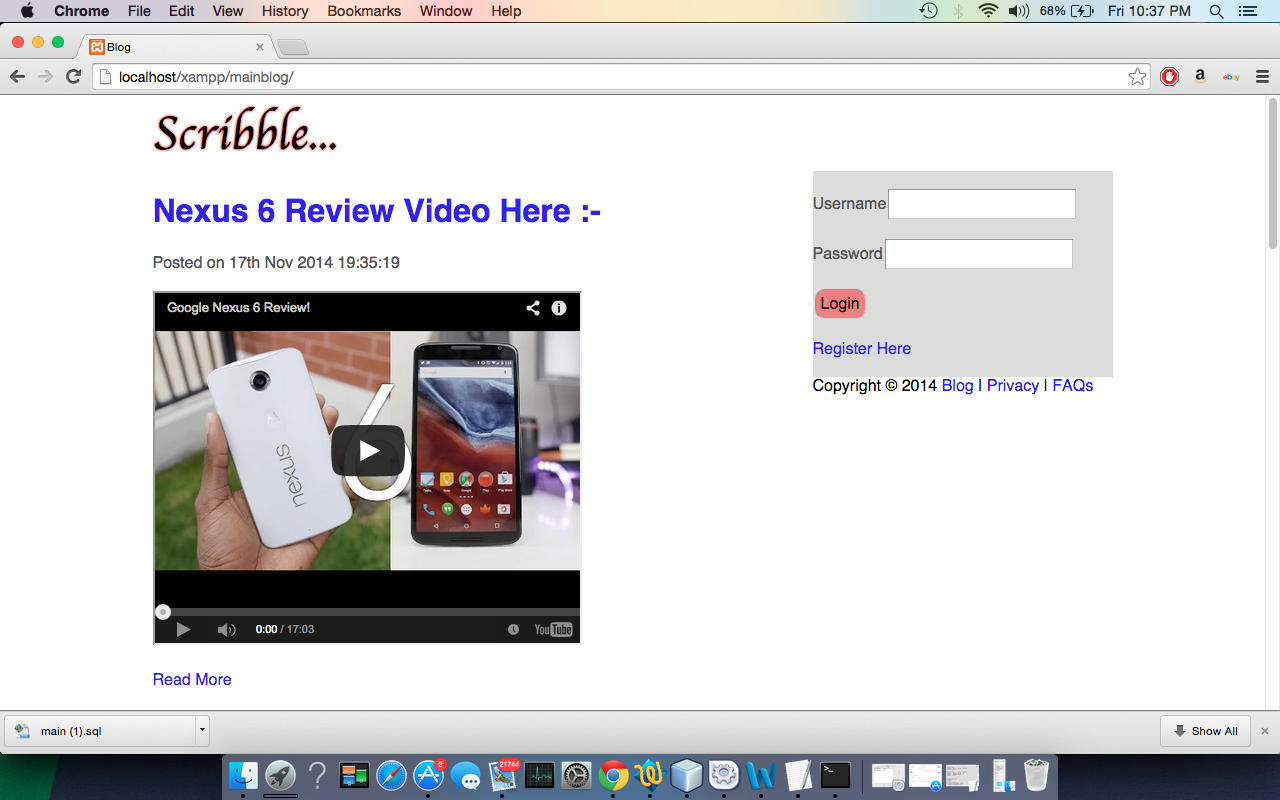 Chrome File Edit View History Bookmarks Window Help 68% Fri 10:37 PM
Blog
localhost/xampp/mainblog/
a
ebay
Scribble...
Nexus 6 Review Video Here :-
Posted on 17th Nov 2014 19:35:19
Google Nexus 6 Review!
nexus
6
0:00 / 17:03
YouTube
Read More
Username
Password
Login
Register Here
Copyright © 2014 Blog I Privacy I FAQs
main (1).sql
Show All
2
21744